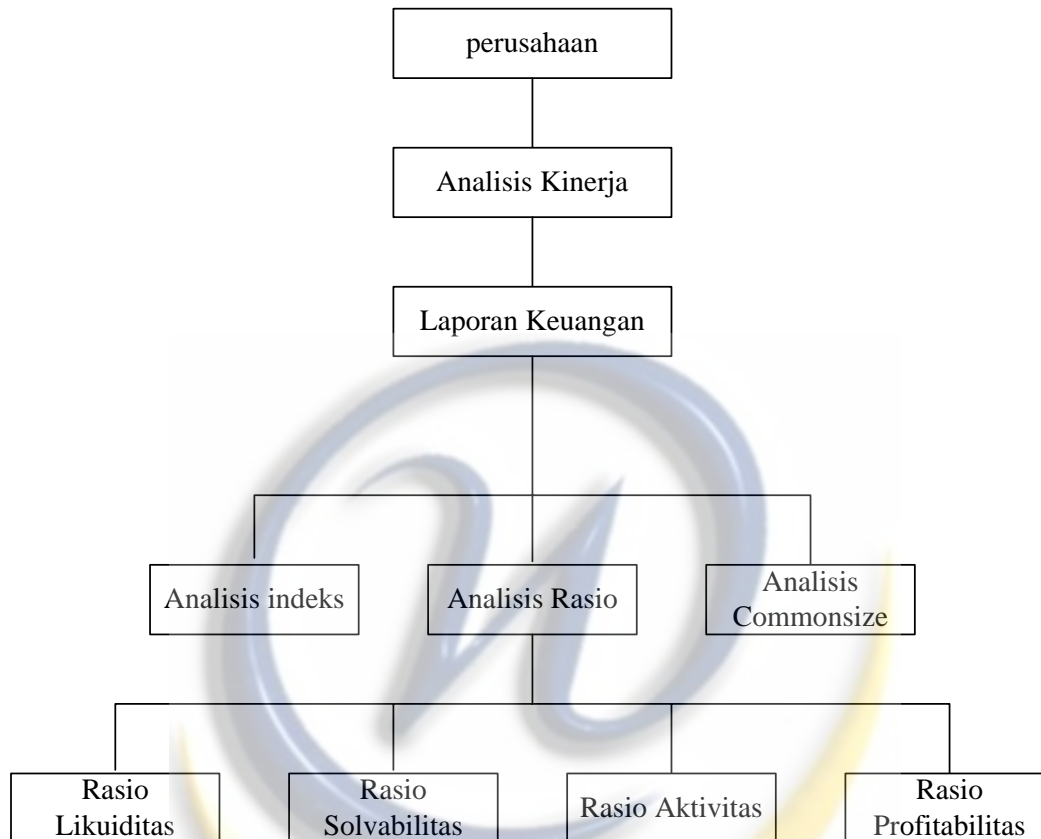 perusahaan
Analisis Kinerja
Laporan Keuangan
Analisis indeks
Analisis Rasio
Analisis
Commonsize
Rasio
Likuiditas
Rasio
Solvabilitas
Rasio Aktivitas
Rasio
Profitabilitas